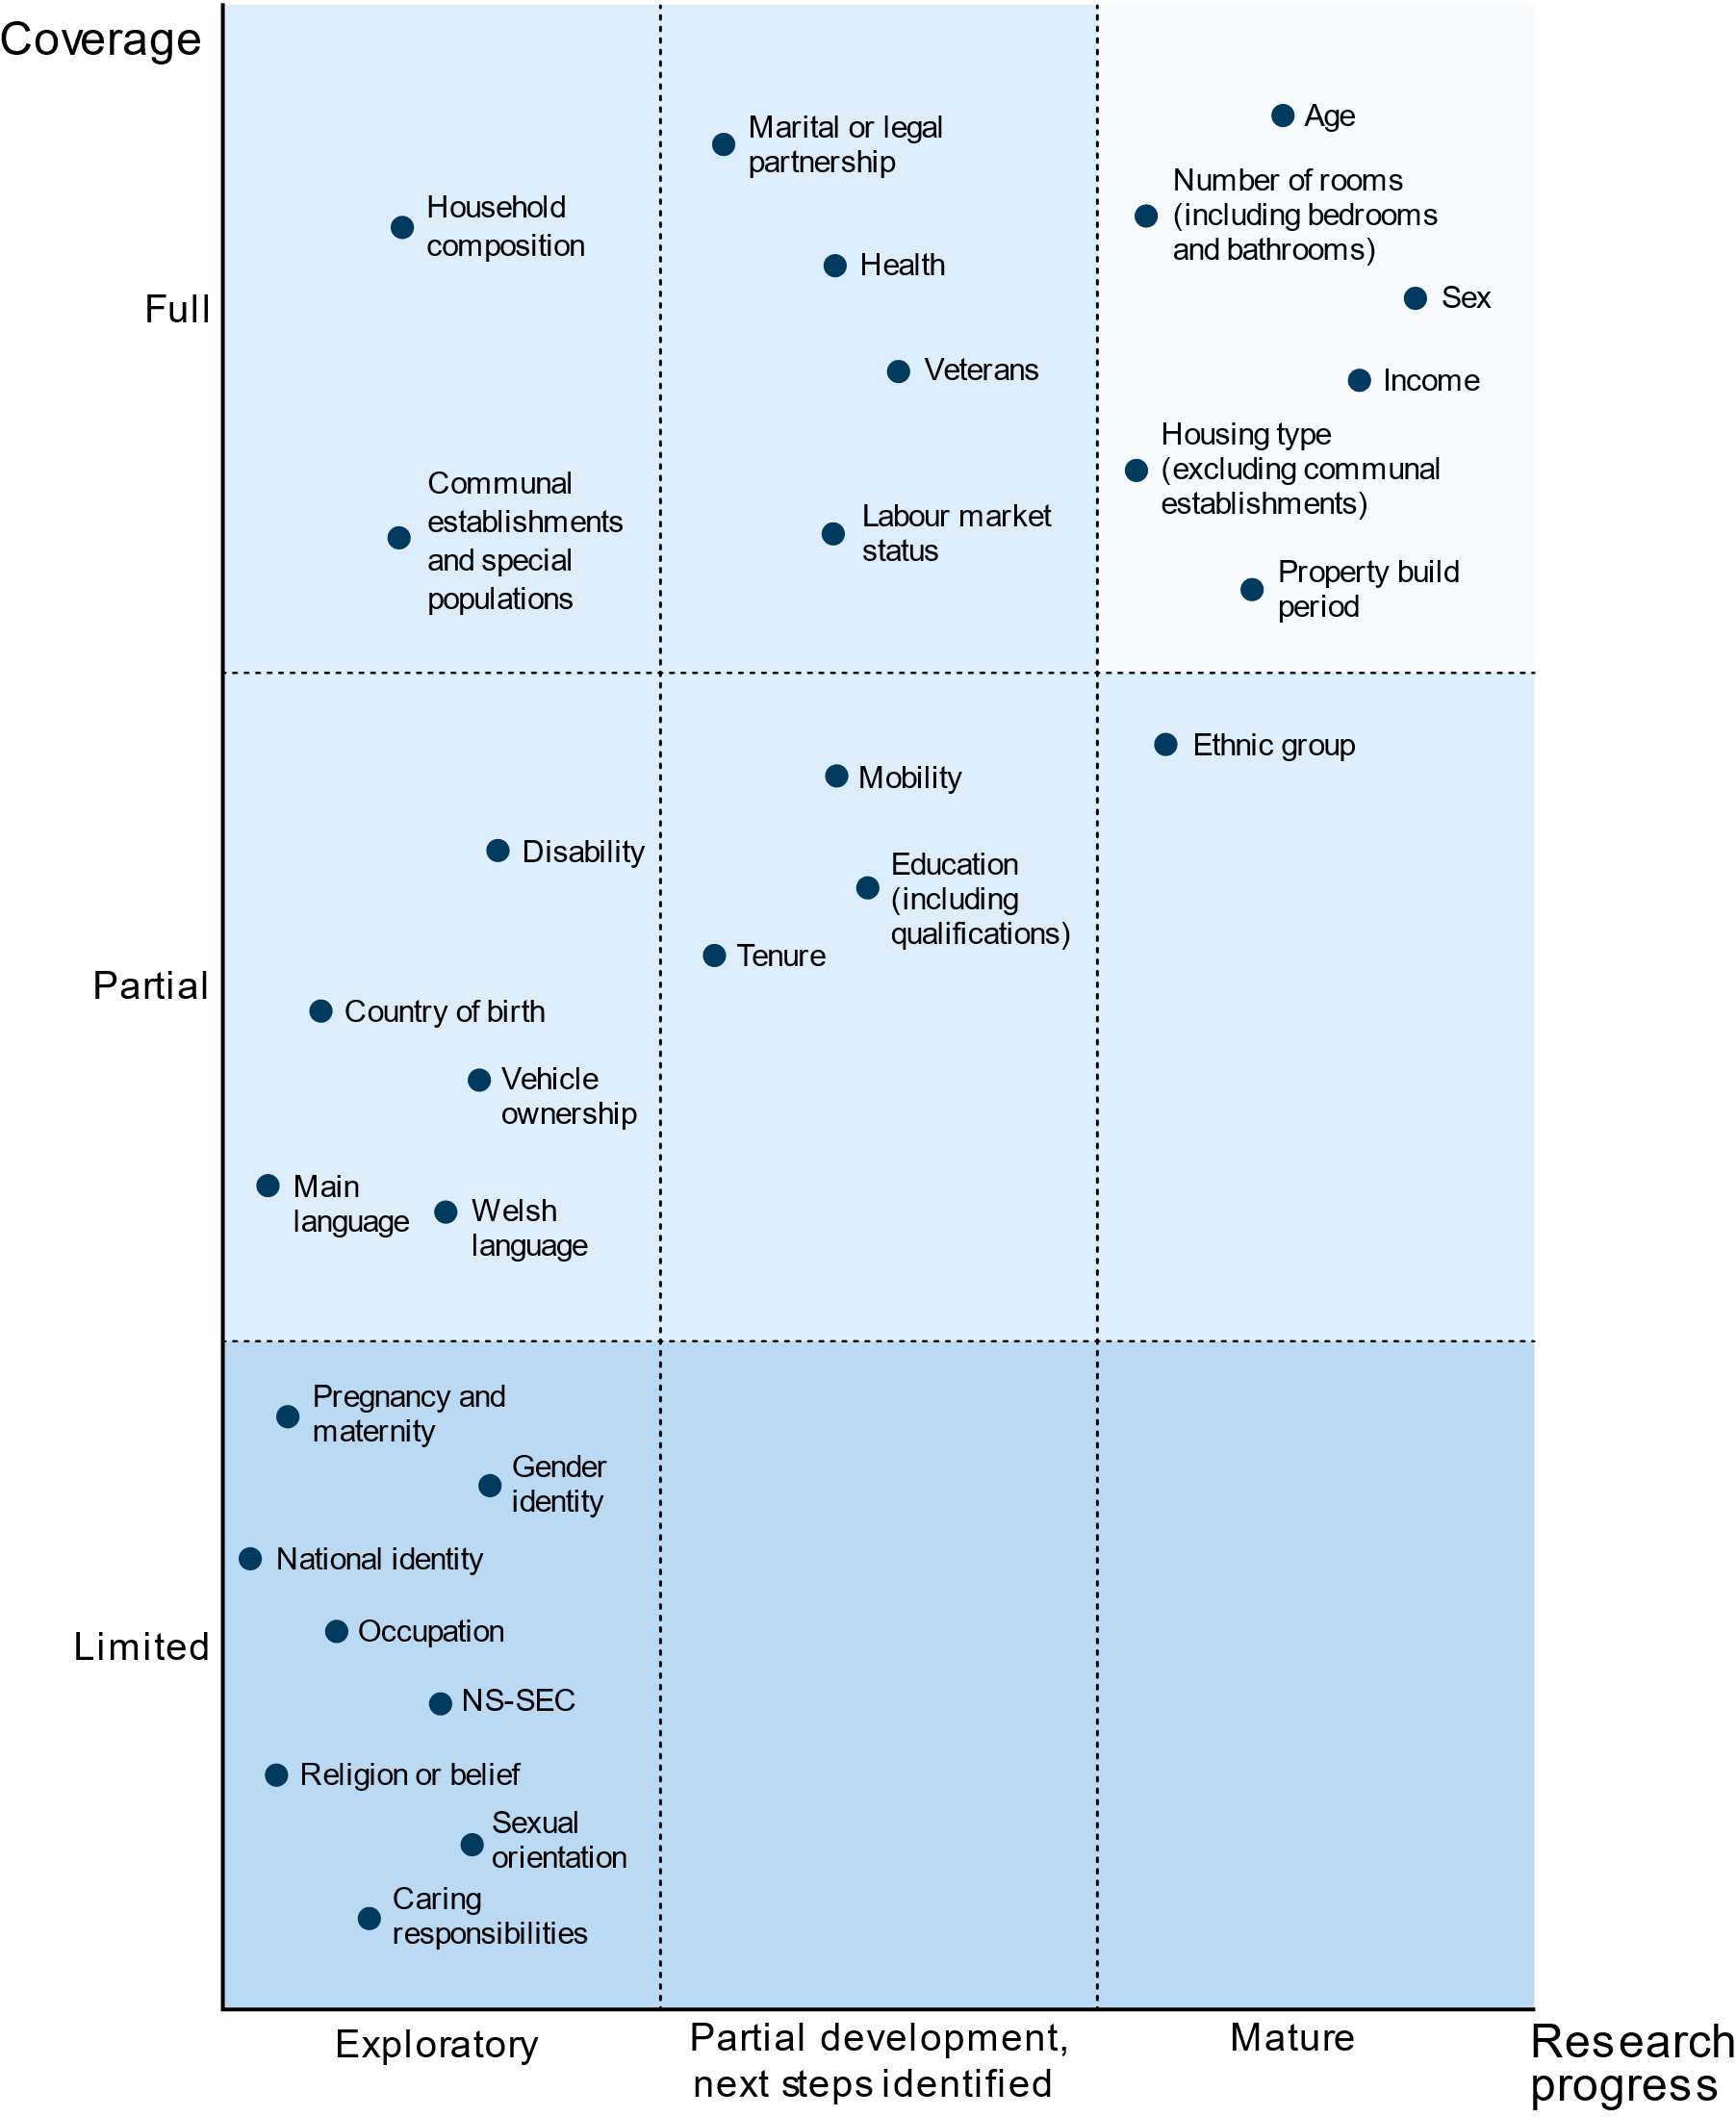 Coverage
Full
Household
composition
Communal
establishments
and special
populations
Marital or legal
partnership
Health
Veterans
Labour market
status
Age
Number of rooms
(including bedrooms
and bathrooms)
Sex
Income
Housing type
(excluding communal
establishments)
Property build
period
Partial
Disability
Country of birth
Vehicle
ownership
Main
language
Welsh
language
Mobility
Education
(including
qualifications)
Tenure
Ethnic group
Limited
Pregnancy and
maternity
Gender
identity
National identity
Occupation
NS-SEC
Religion or belief
Sexual
orientation
Caring
responsibilities
Exploratory
Partial development,
next steps identified
Mature
Research
progress